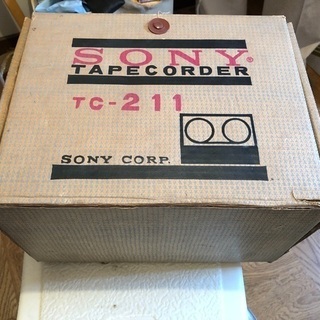 SONY®
TAPECORDER
TC-211
SONY CORP.